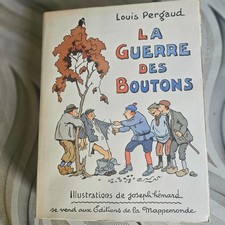 Louis Pergaud
LA
GUERRE
DES
BOUTONS
Illustrations de Joseph-Hémard
se vend aux Éditions de la Mappemonde